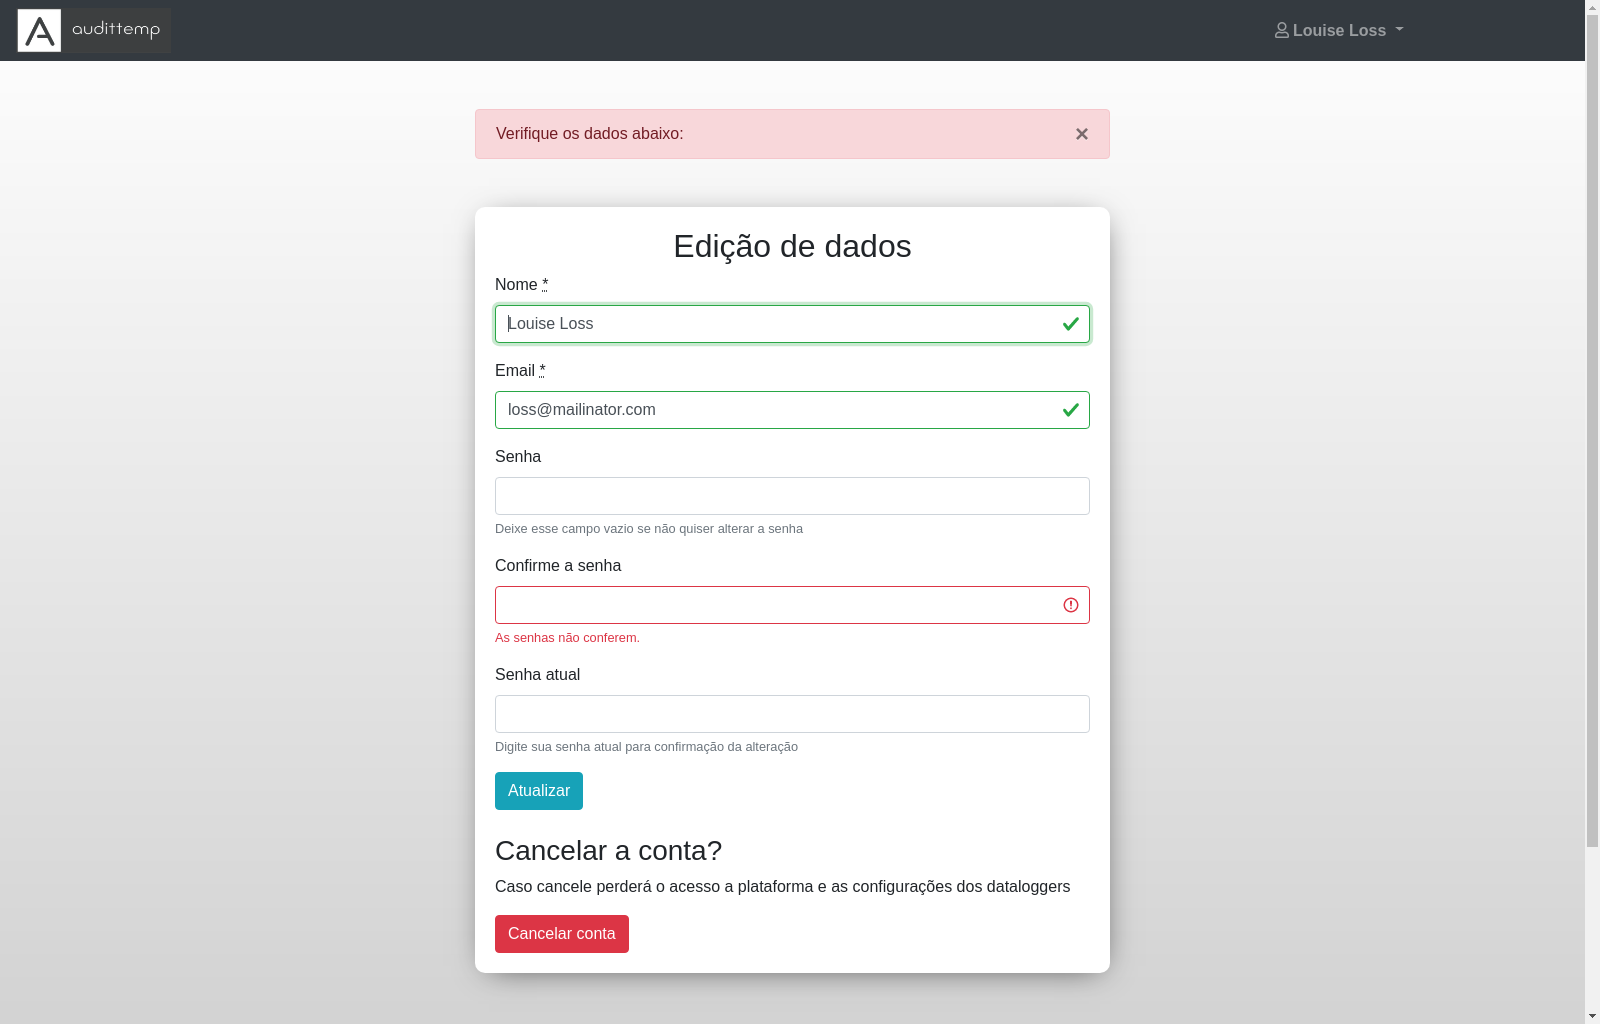 audittemp
Louise Loss
Verifique os dados abaixo:
×
Edição de dados
Nome *
Louise Loss
Email *
loss@mailinator.com
Senha
Deixe esse campo vazio se não quiser alterar a senha
Confirme a senha
As senhas não conferem.
Senha atual
Digite sua senha atual para confirmação da alteração
Atualizar
Cancelar a conta?
Caso cancele perderá o acesso a plataforma e as configurações dos dataloggers
Cancelar conta